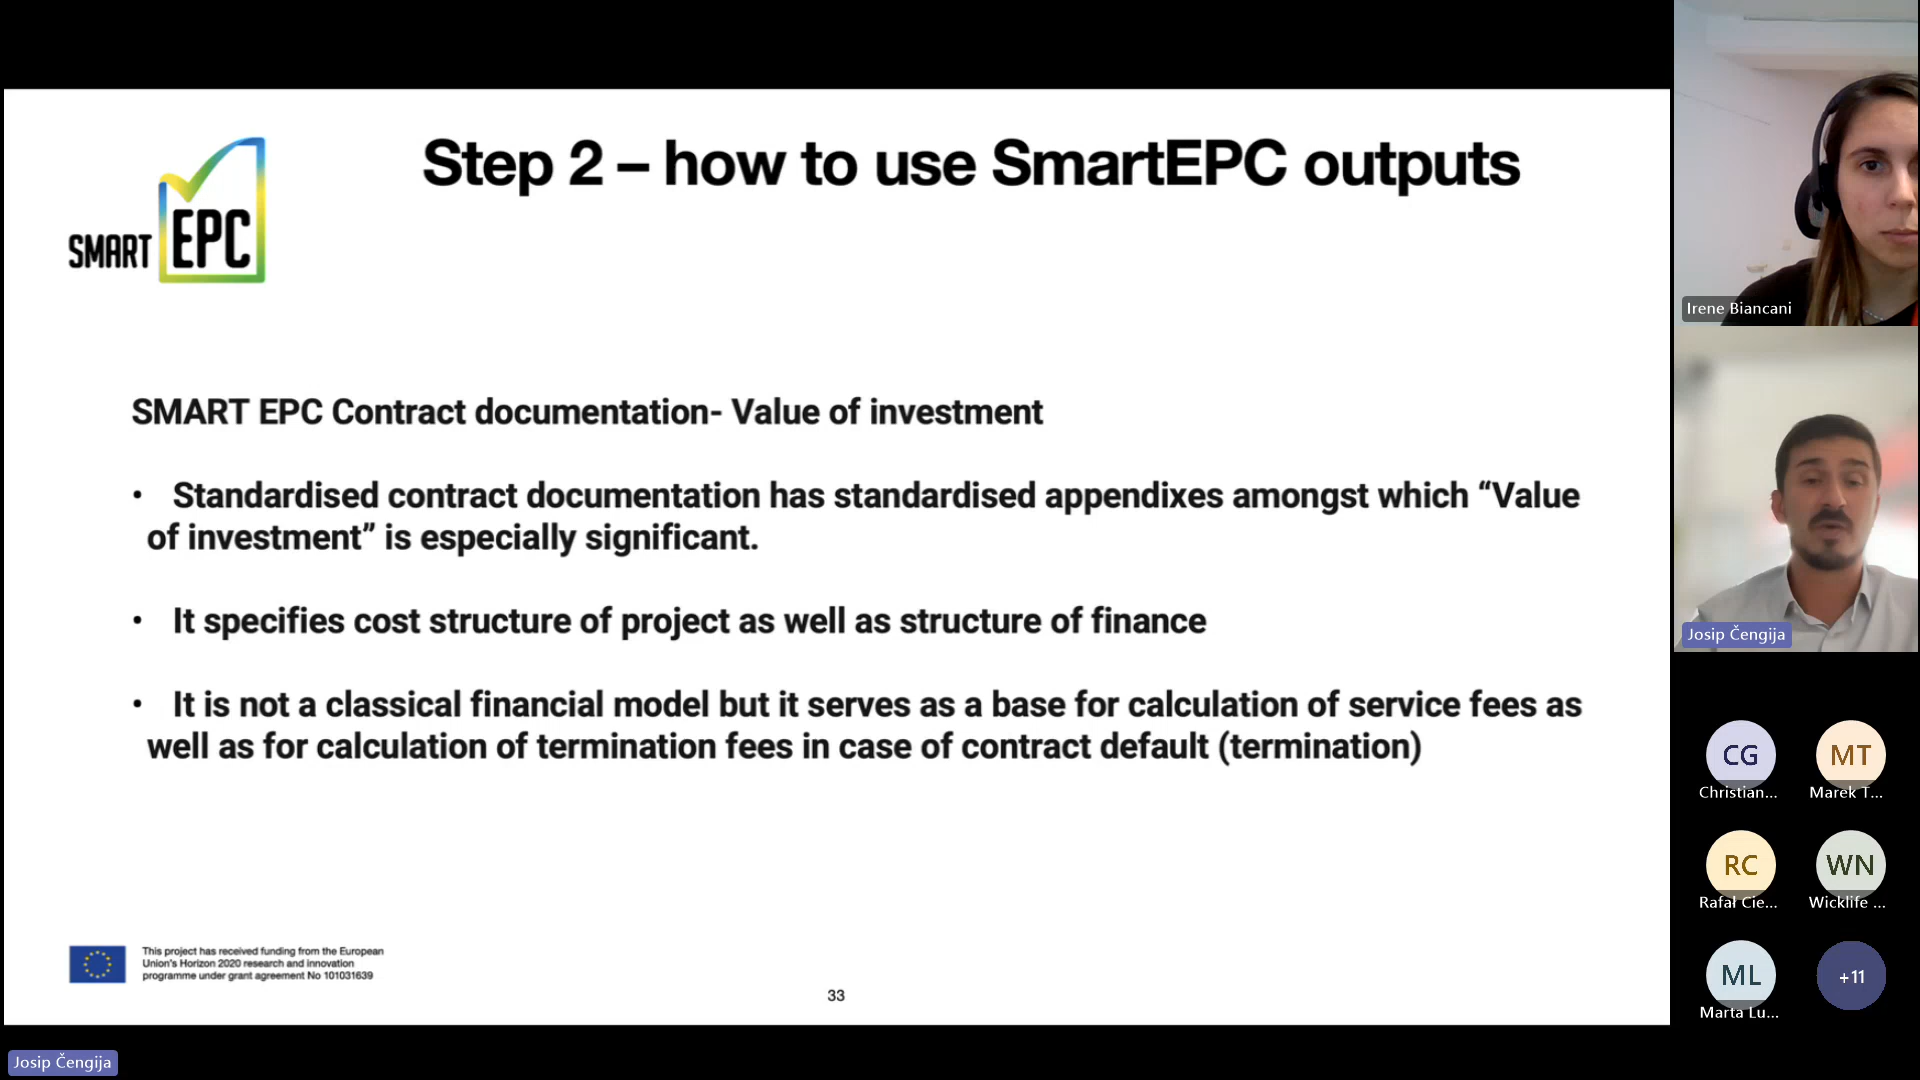 SMART EPC
Step 2 – how to use SmartEPC outputs
SMART EPC Contract documentation- Value of investment
• Standardised contract documentation has standardised appendixes amongst which “Value
of investment” is especially significant.
• It specifies cost structure of project as well as structure of finance
• It is not a classical financial model but it serves as a base for calculation of service fees as
well as for calculation of termination fees in case of contract default (termination)
This project has received funding from the European
Union's Horizon 2020 research and innovation
programme under grant agreement No 101031639
33
Josip Čengija
Irene Biancani
Josip Čengija
CG
Christian...
MT
Marek T...
RC
Rafał Cie...
WN
Wicklife ...
ML
Marta Lu...
+11